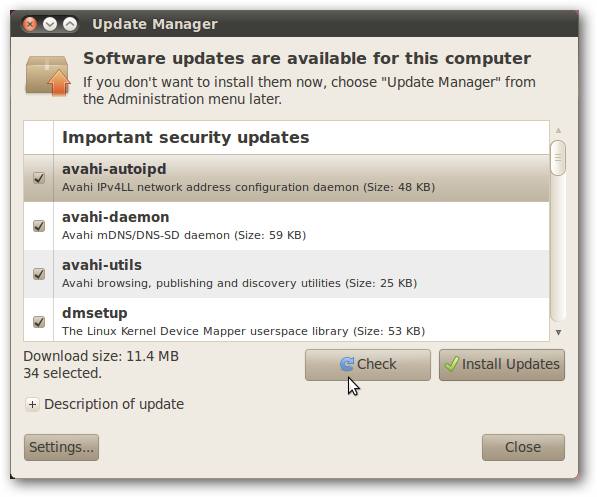 Update Manager
Software updates are available for this computer
If you don't want to install them now, choose "Update Manager" from
the Administration menu later.
Important security updates
avahi-autoipd
Avahi IPv4LL network address configuration daemon (Size: 48 KB)
avahi-daemon
Avahi mDNS/DNS-SD daemon (Size: 59 KB)
avahi-utils
Avahi browsing, publishing and discovery utilities (Size: 25 KB)
dmsetup
The Linux Kernel Device Mapper userspace library (Size: 53 KB)
Download size: 11.4 MB
34 selected.
Check
Install Updates
Description of update
Settings...
Close